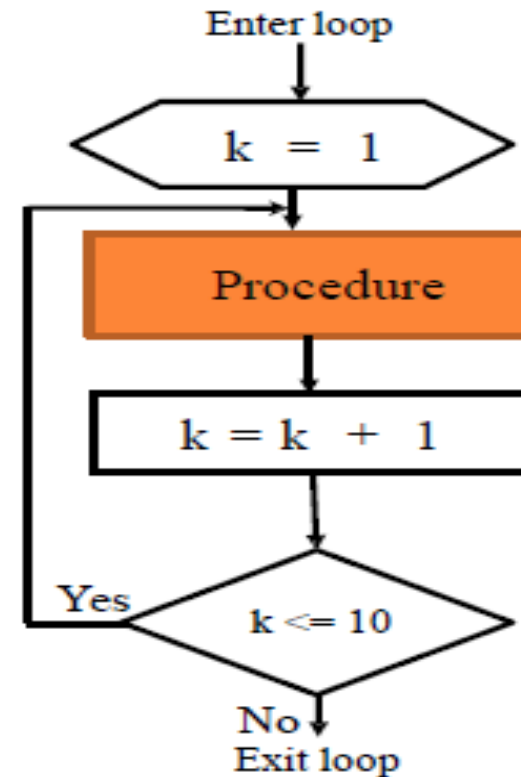 Enter loop
k = 1
Procedure
k = k + 1
Yes
k <= 10
No
Exit loop